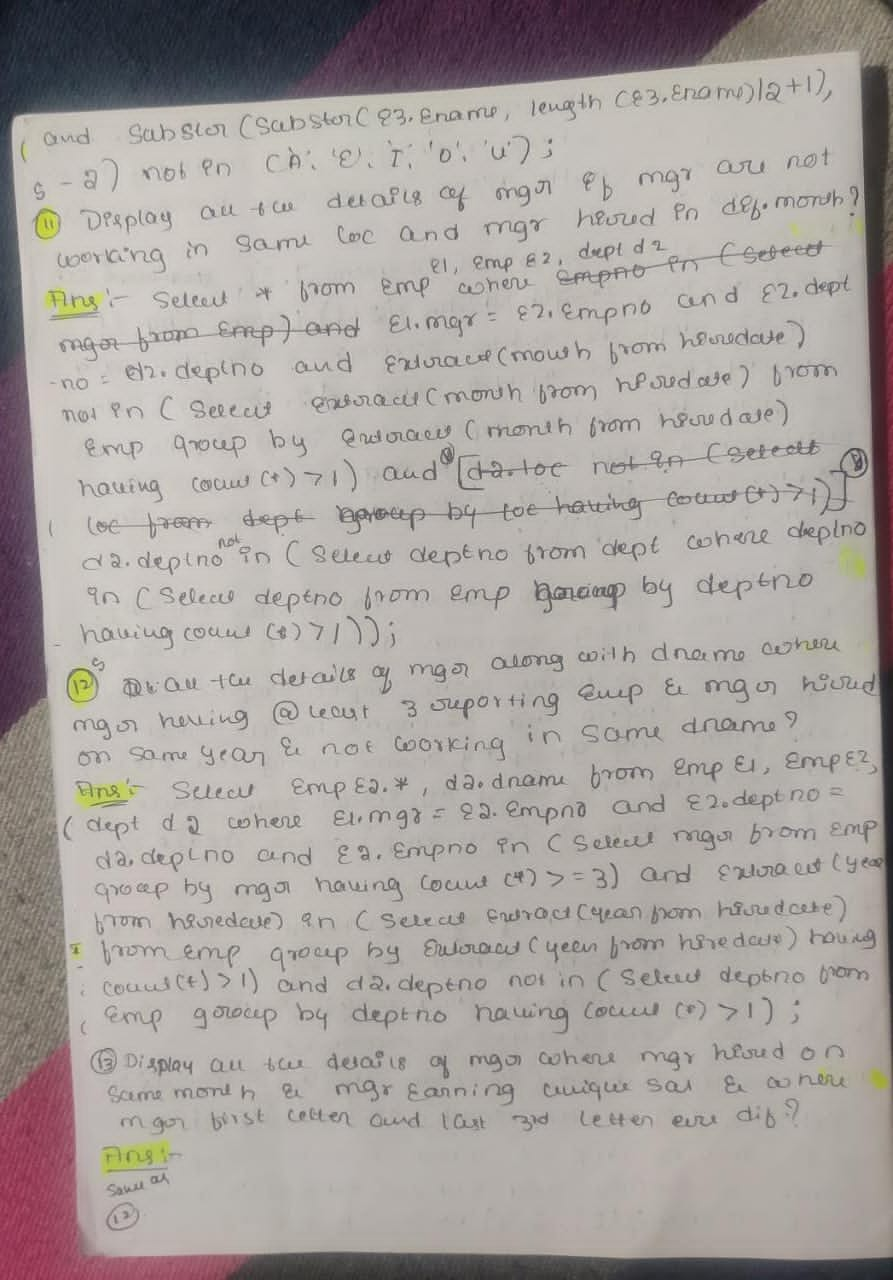 and Substr (Substr( E3.Ename, length (E3.Ename)/2+1),
-2) not in ('A', 'E', 'I', 'O', 'U');
11 Display all the details of mgr if mgr are not
working in same loc and mgr hired in dif. month?
Ans:- Select * from Emp E1, Emp E2, dept d2 where Empno in (Select
mgr from Emp) and E1.mgr = E2.Empno and E2.dept
-no = d2.deptno and Extract(month from hiredate)
not in (Select Extract(month from hiredate) from
Emp group by Extract (month from hiredate)
having count(*)>1) and [d2.loc not in (Select
loc from dept group by loc having count(*)>1)]
d2.deptno not in (Select deptno from dept where deptno
in (Select deptno from Emp group by deptno
having count(*)>1));
12 all the details of mgr along with dname where
mgr having @least 3 reporting Emp & mgr hired
on same year & not working in same dname?
Ans:- Select Emp E2.*, d2.dname from Emp E1, Emp E2,
dept d2 where E1.mgr = E2.Empno and E2.deptno =
d2.deptno and E2.Empno in (Select mgr from Emp
group by mgr having count(*)>=3) and Extract (year
from hiredate) in (Select Extract(year from hiredate)
from Emp group by Extract (year from hiredate) having
count(*)>1) and d2.deptno not in (Select deptno from
Emp group by deptno having count(*)>1);
13 Display all the details of mgr where mgr hired on
same month & mgr Earning unique sal & where
mgr first letter and last 3rd letter are dif?
Ans:-
Same as
12